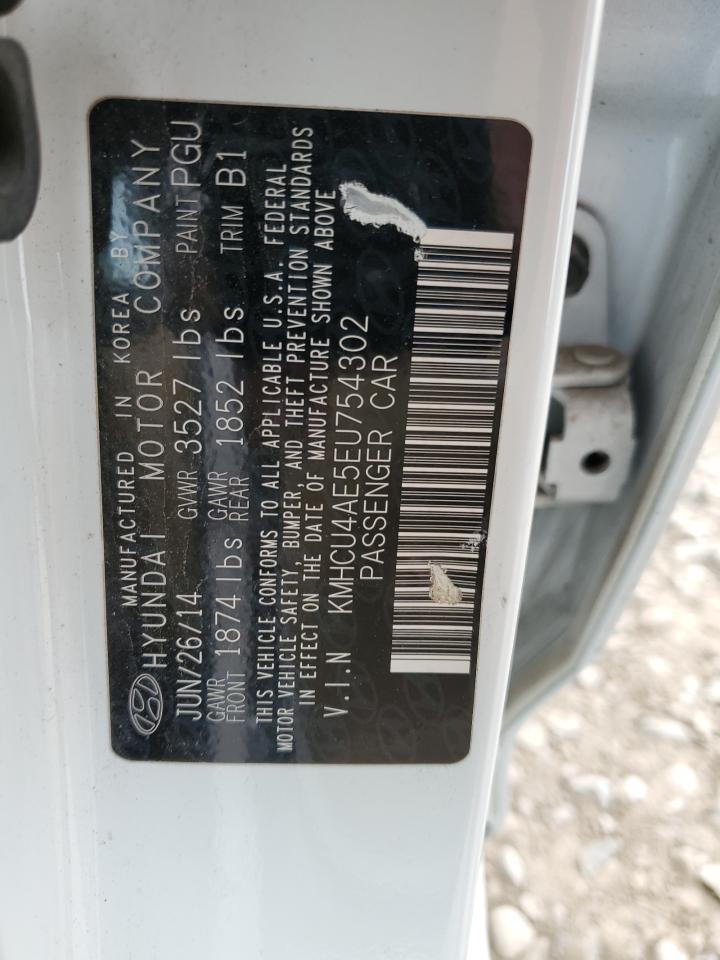 MANUFACTURED IN KOREA BY
HYUNDAI MOTOR COMPANY
JUN/26/14 GVWR 3527 lbs PAINT PGU
GAWR FRONT 1874 lbs GAWR REAR 1852 lbs TRIM B1
THIS VEHICLE CONFORMS TO ALL APPLICABLE U.S.A. FEDERAL
MOTOR VEHICLE SAFETY, BUMPER, AND THEFT PREVENTION STANDARDS
IN EFFECT ON THE DATE OF MANUFACTURE SHOWN ABOVE
V.I.N KMHCU4AE5EU754302
PASSENGER CAR